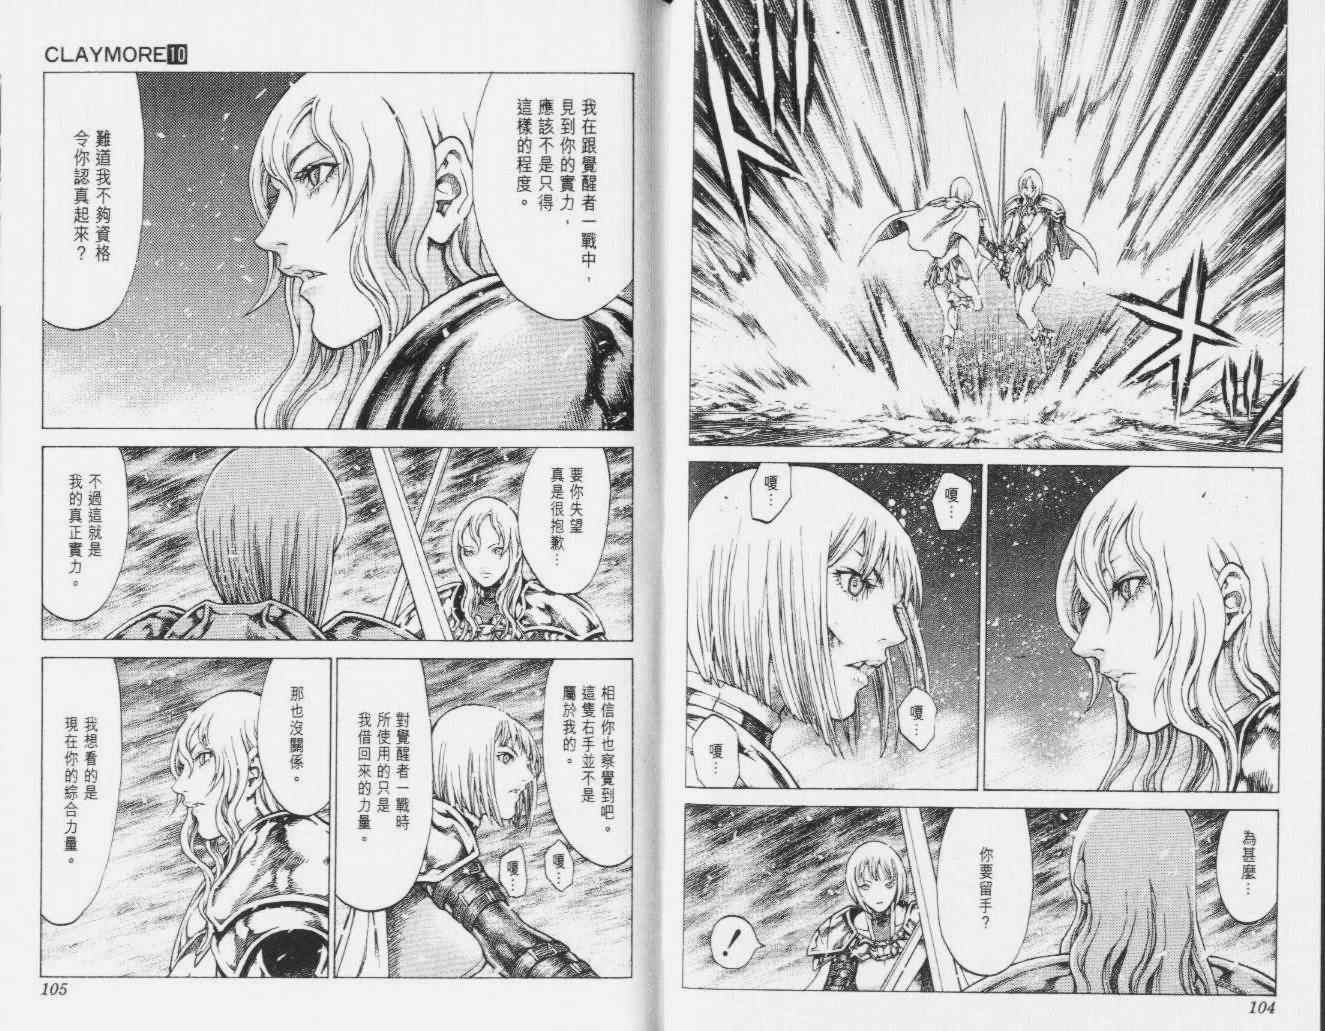 嗄…
嗄…
嗄…
嗄…
為甚麼…
你要留手？
！
104
CLAYMORE 10
我在跟覺醒者一戰中，
見到你的實力，
應該不是只得
這樣的程度。
難道我不夠資格
令你認真起來？
要你失望
真是很抱歉…
不過這就是
我的真正實力。
相信你也察覺到吧。
這隻右手並不是
屬於我的。
嗄…
嗄…
對覺醒者一戰時
所使用的只是
我借回來的力量。
那也沒關係。
我想看的是
現在你的綜合力量。
105